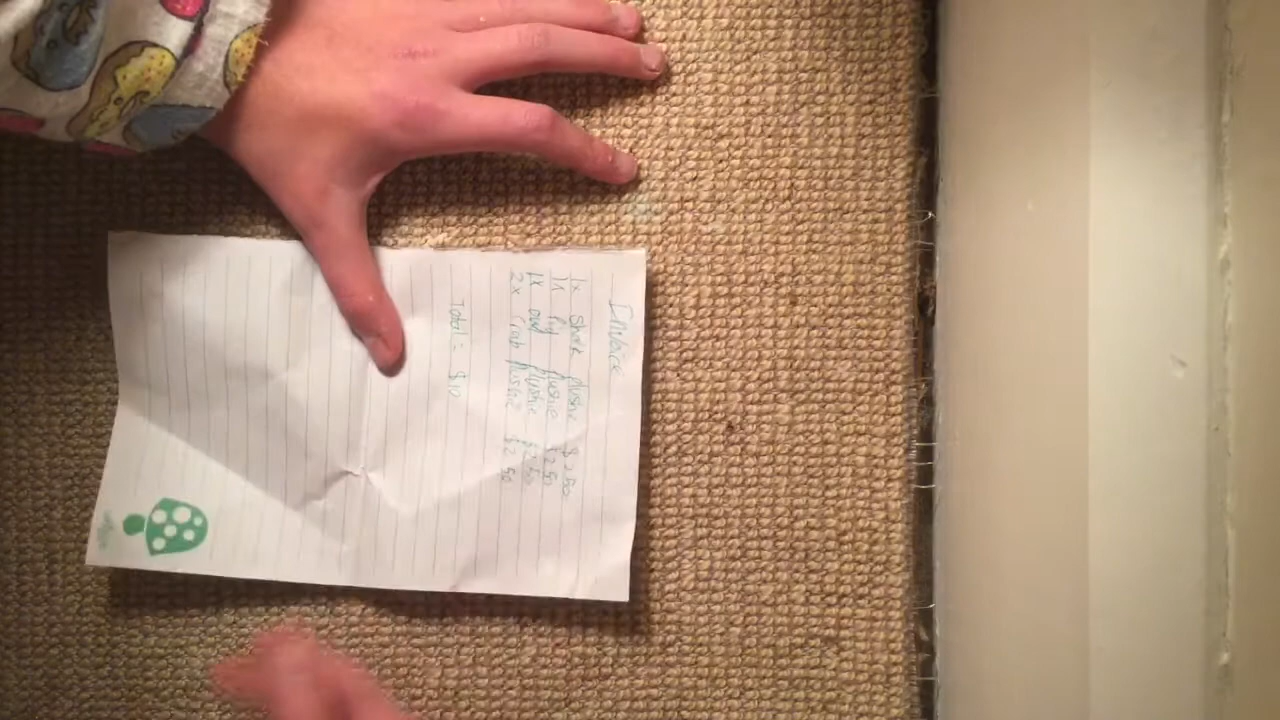 Invoice
1x Shark plushie $2.50
1x Pig plushie $2.50
1x owl plushie $2.50
2x Crab plushie $2.50
Total = $10